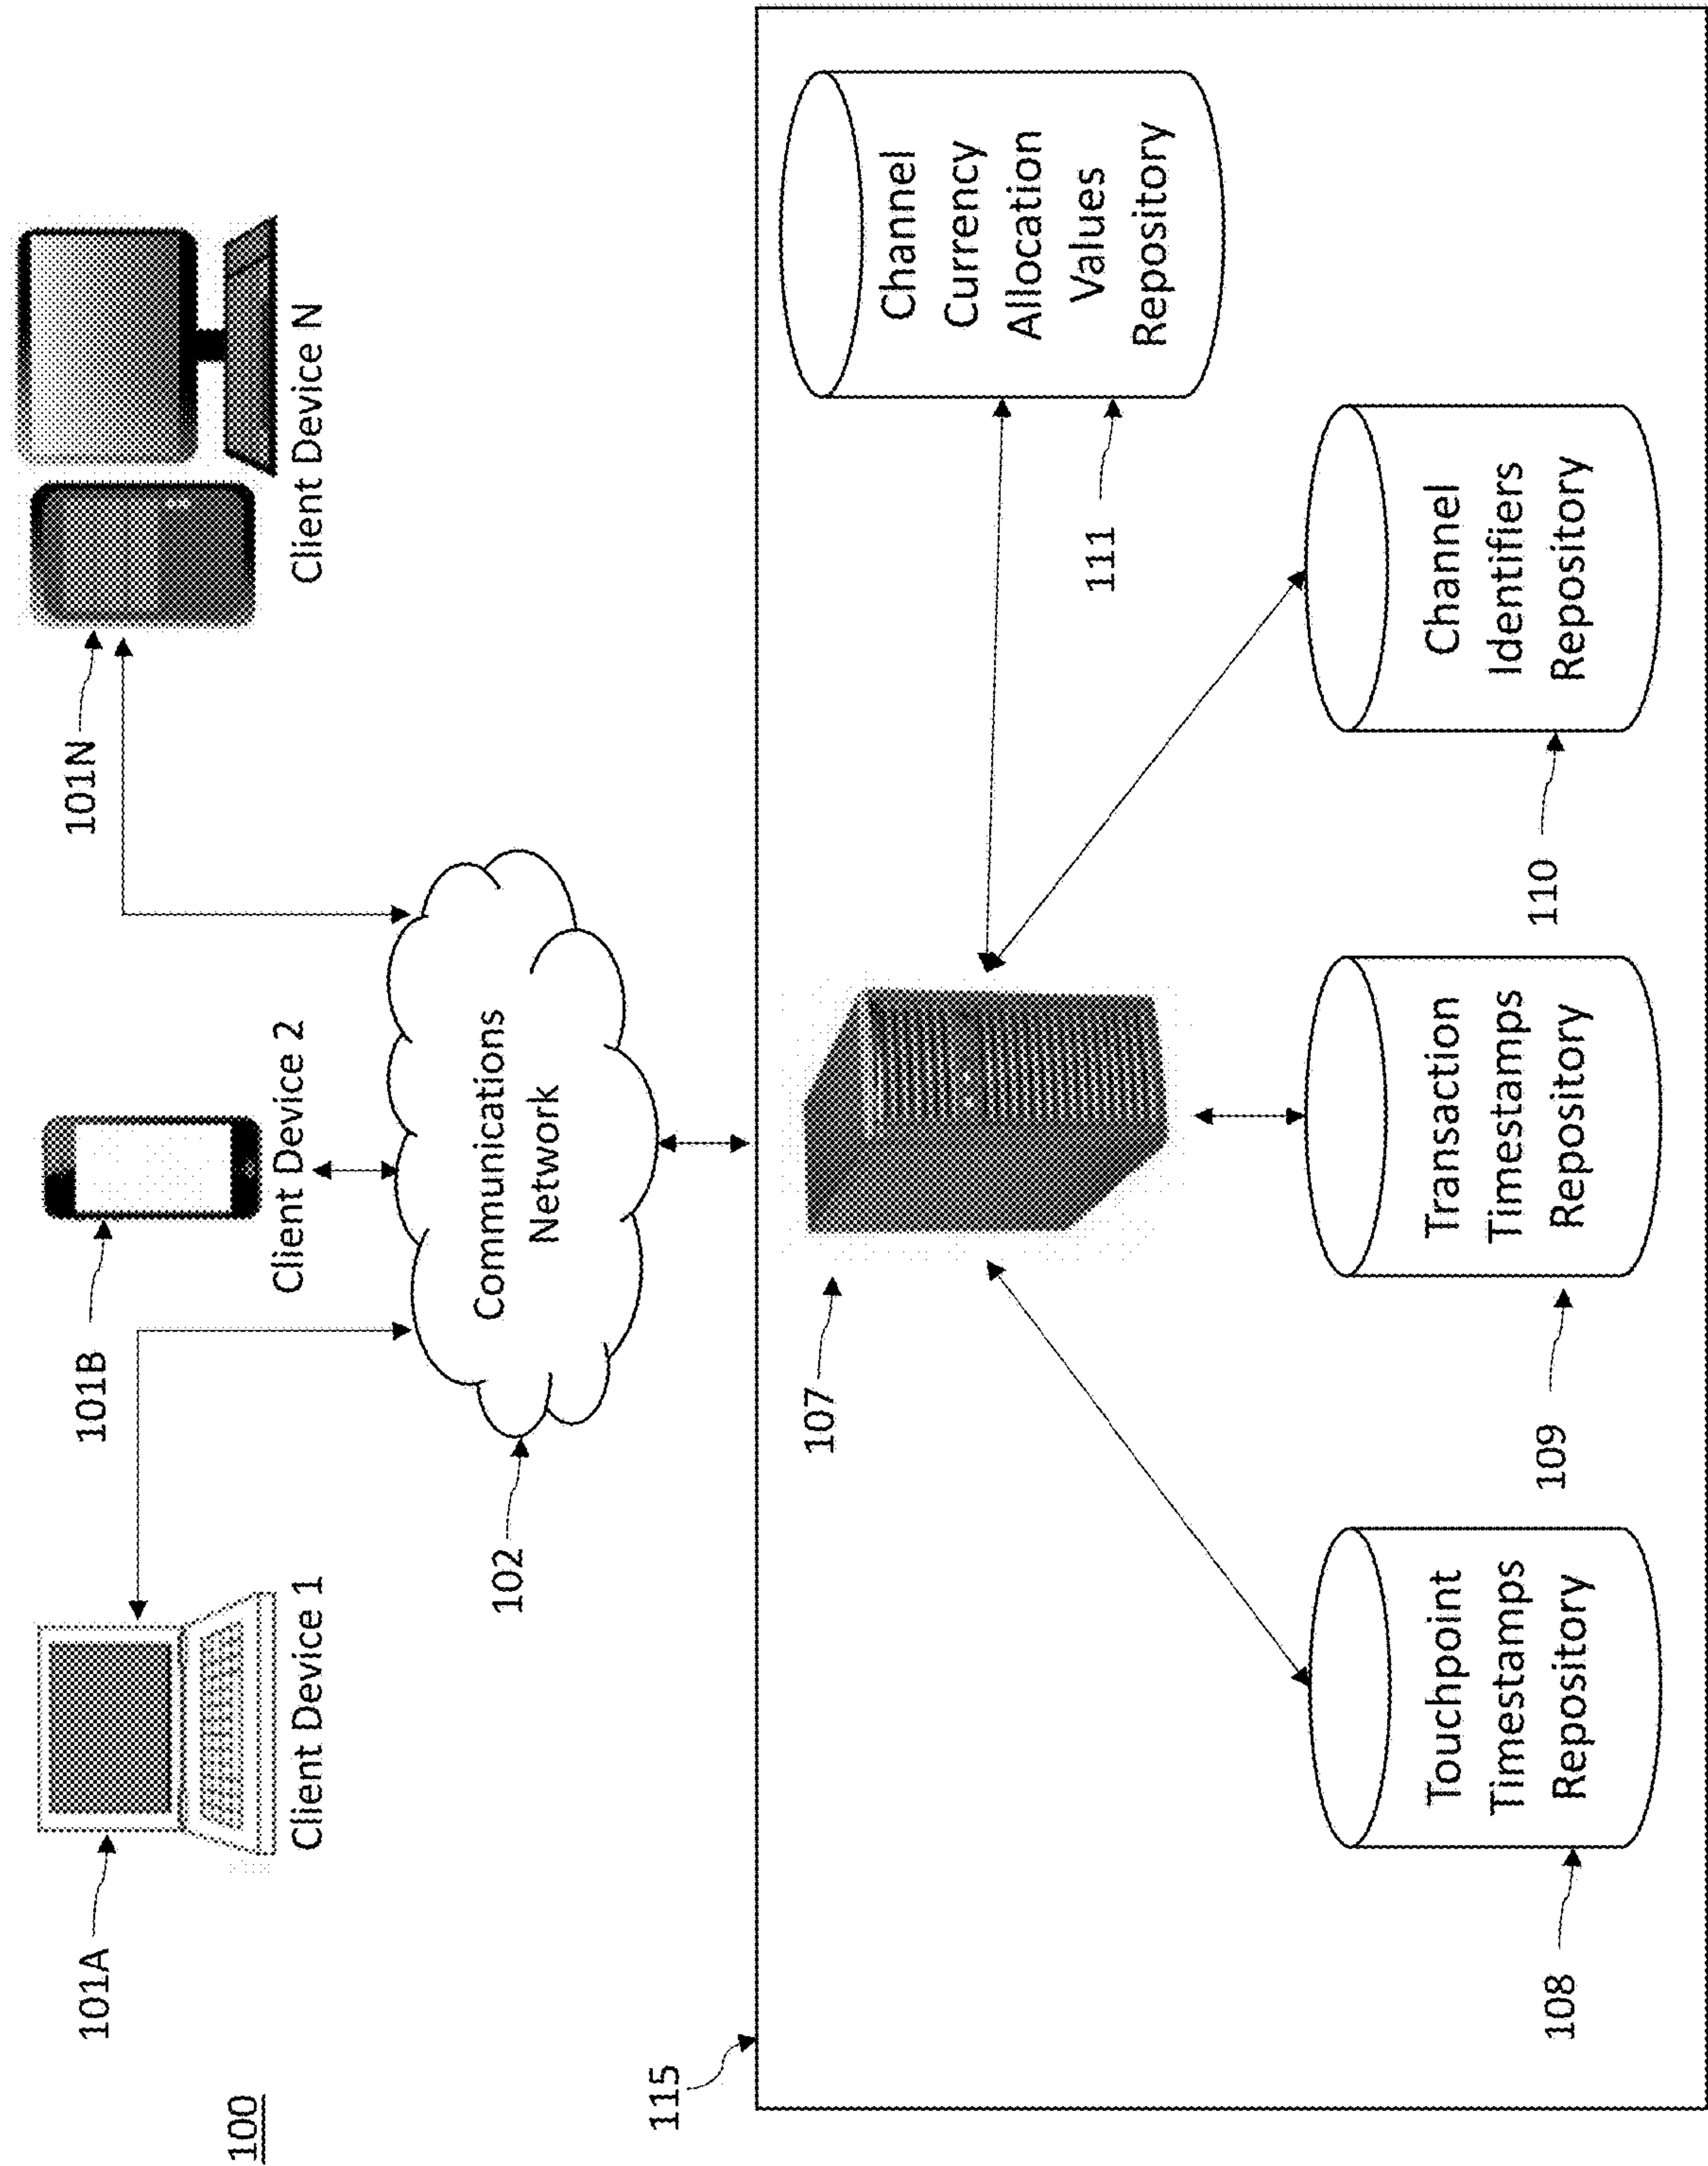 100
101A
Client Device 1
101B
Client Device 2
101N
Client Device N
102
Communications
Network
115
107
108
Touchpoint
Timestamps
Repository
109
Transaction
Timestamps
Repository
110
Channel
Identifiers
Repository
111
Channel
Currency
Allocation
Values
Repository